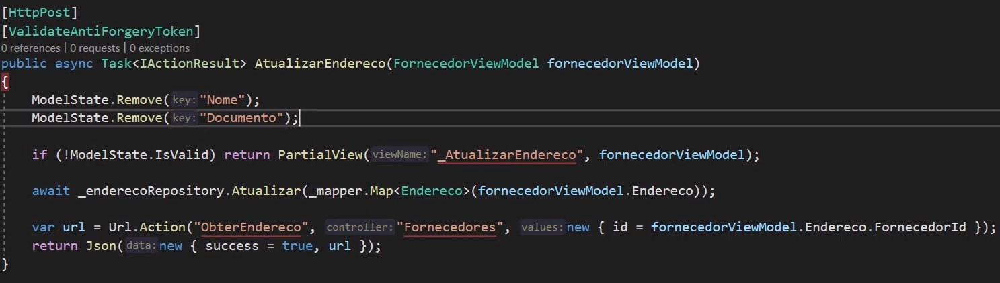 [HttpPost]
[ValidateAntiForgeryToken]
0 references | 0 requests | 0 exceptions
public async Task<IActionResult> AtualizarEndereco(FornecedorViewModel fornecedorViewModel)
{
ModelState.Remove(key: "Nome");
ModelState.Remove(key: "Documento");
if (!ModelState.IsValid) return PartialView(viewName: "_AtualizarEndereco", fornecedorViewModel);
await _enderecoRepository.Atualizar(_mapper.Map<Endereco>(fornecedorViewModel.Endereco));
var url = Url.Action("ObterEndereco", controller: "Fornecedores", values: new { id = fornecedorViewModel.Endereco.FornecedorId });
return Json(data: new { success = true, url });
}